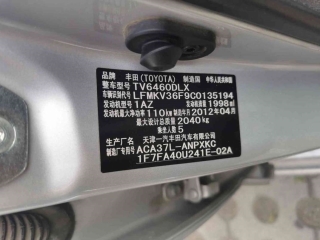 品牌 丰田(TOYOTA) 制造国 中华人民共和国
整车型号 TV6460DLX
车辆识别代号 LFMKV36F9C0135194
发动机型号 1AZ 发动机排量 1998ml
发动机最大净功率 110kw 制造年月 2012年04月
最大设计总质量 2040kg
乘坐人数 5
制造厂名 天津一汽丰田汽车有限公司
ACA37L-ANPXKC
1F7FA40U241E-02A